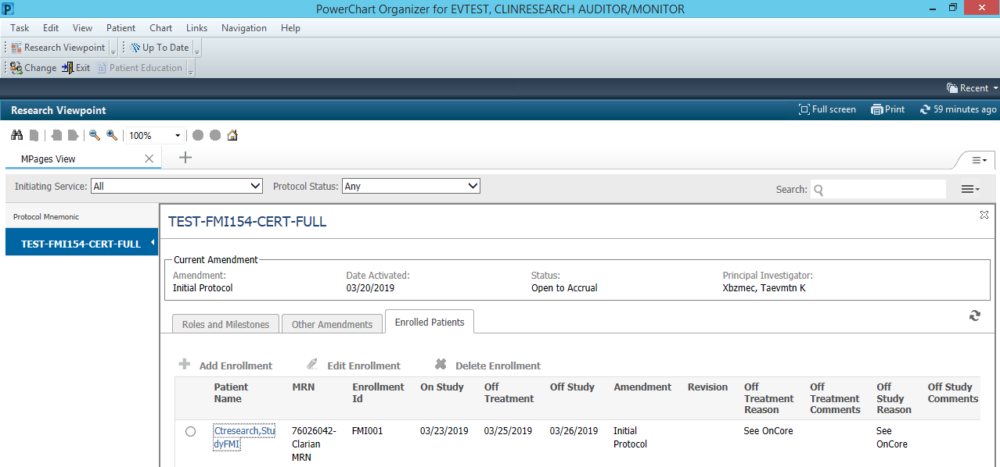 PowerChart Organizer for EVTEST, CLINRESEARCH AUDITOR/MONITOR
Task Edit View Patient Chart Links Navigation Help
Research Viewpoint Up To Date
Change Exit Patient Education
Recent
Research Viewpoint Full screen Print 59 minutes ago
100%
MPages View
Initiating Service: All Protocol Status: Any Search:
Protocol Mnemonic
TEST-FMI154-CERT-FULL
TEST-FMI154-CERT-FULL
Current Amendment
Amendment: Date Activated: Status: Principal Investigator:
Initial Protocol 03/20/2019 Open to Accrual Xbzmec, Taevmtn K
Roles and Milestones Other Amendments Enrolled Patients
Add Enrollment Edit Enrollment Delete Enrollment
Patient MRN Enrollment On Study Off Off Study Amendment Revision Off Off Off Off Study
Name Id Treatment Treatment Treatment Study Comments
Reason Comments Reason
Ctresearch,Stu 76026042- FMI001 03/23/2019 03/25/2019 03/26/2019 Initial See OnCore See
dyFMI Clarian Protocol OnCore
MRN